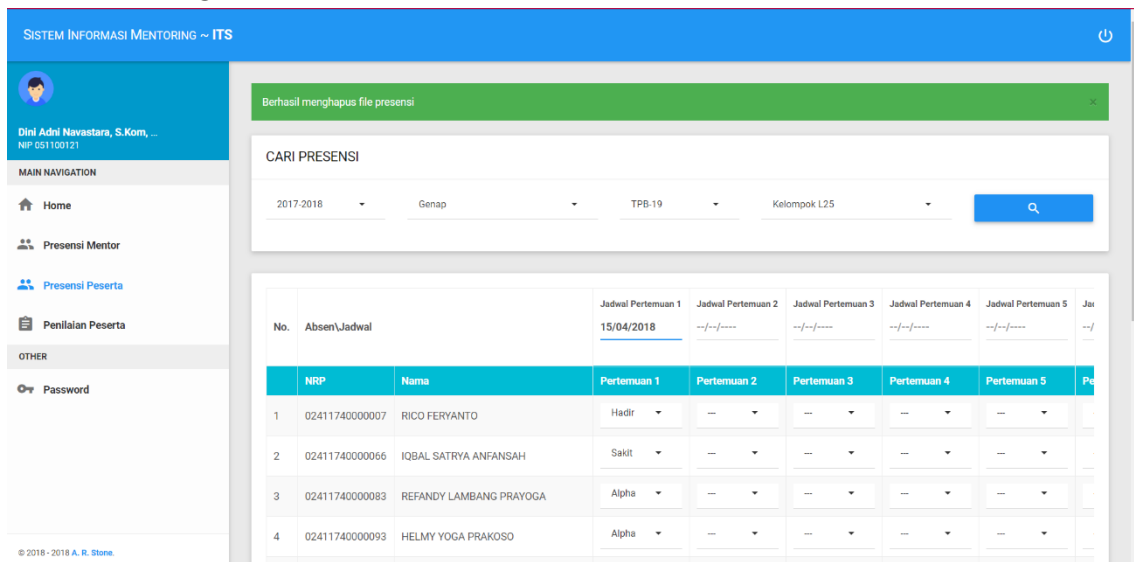 SISTEM INFORMASI MENTORING ~ ITS
Berhasil menghapus file presensi ×
Dini Adni Navastara, S.Kom, ...
NIP 051100121
MAIN NAVIGATION
Home
Presensi Mentor
Presensi Peserta
Penilaian Peserta
OTHER
Password
© 2018 - 2018 A. R. Stone.
CARI PRESENSI
2017-2018 Genap TPB-19 Kelompok L25
No. Absen\Jadwal Jadwal Pertemuan 1 Jadwal Pertemuan 2 Jadwal Pertemuan 3 Jadwal Pertemuan 4 Jadwal Pertemuan 5
15/04/2018 --/--/---- --/--/---- --/--/---- --/--/---- --/
NRP Nama Pertemuan 1 Pertemuan 2 Pertemuan 3 Pertemuan 4 Pertemuan 5 Pe
1 02411740000007 RICO FERYANTO Hadir --- --- --- ---
2 02411740000066 IQBAL SATRYA ANFANSAH Sakit --- --- --- ---
3 02411740000083 REFANDY LAMBANG PRAYOGA Alpha --- --- --- ---
4 02411740000093 HELMY YOGA PRAKOSO Alpha --- --- --- ---